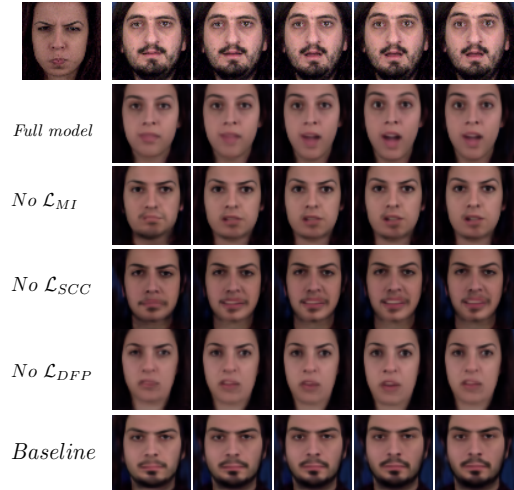 Full model
No ℒ_MI
No ℒ_SCC
No ℒ_DFP
Baseline